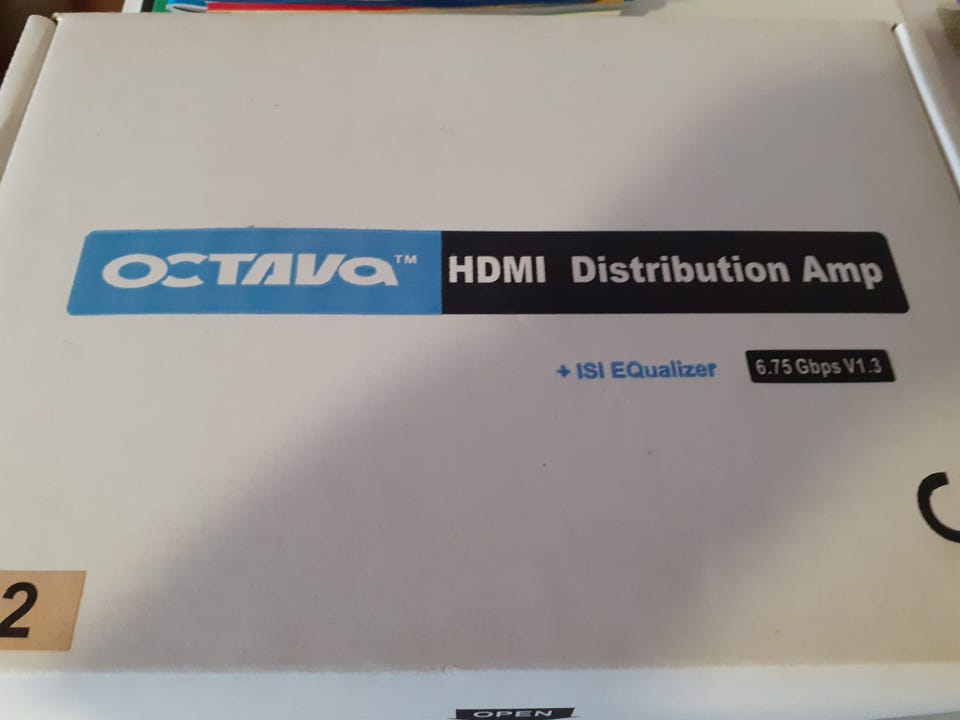 OCTAVA™ HDMI Distribution Amp
+ ISI EQualizer 6.75 Gbps V1.3
2
OPEN